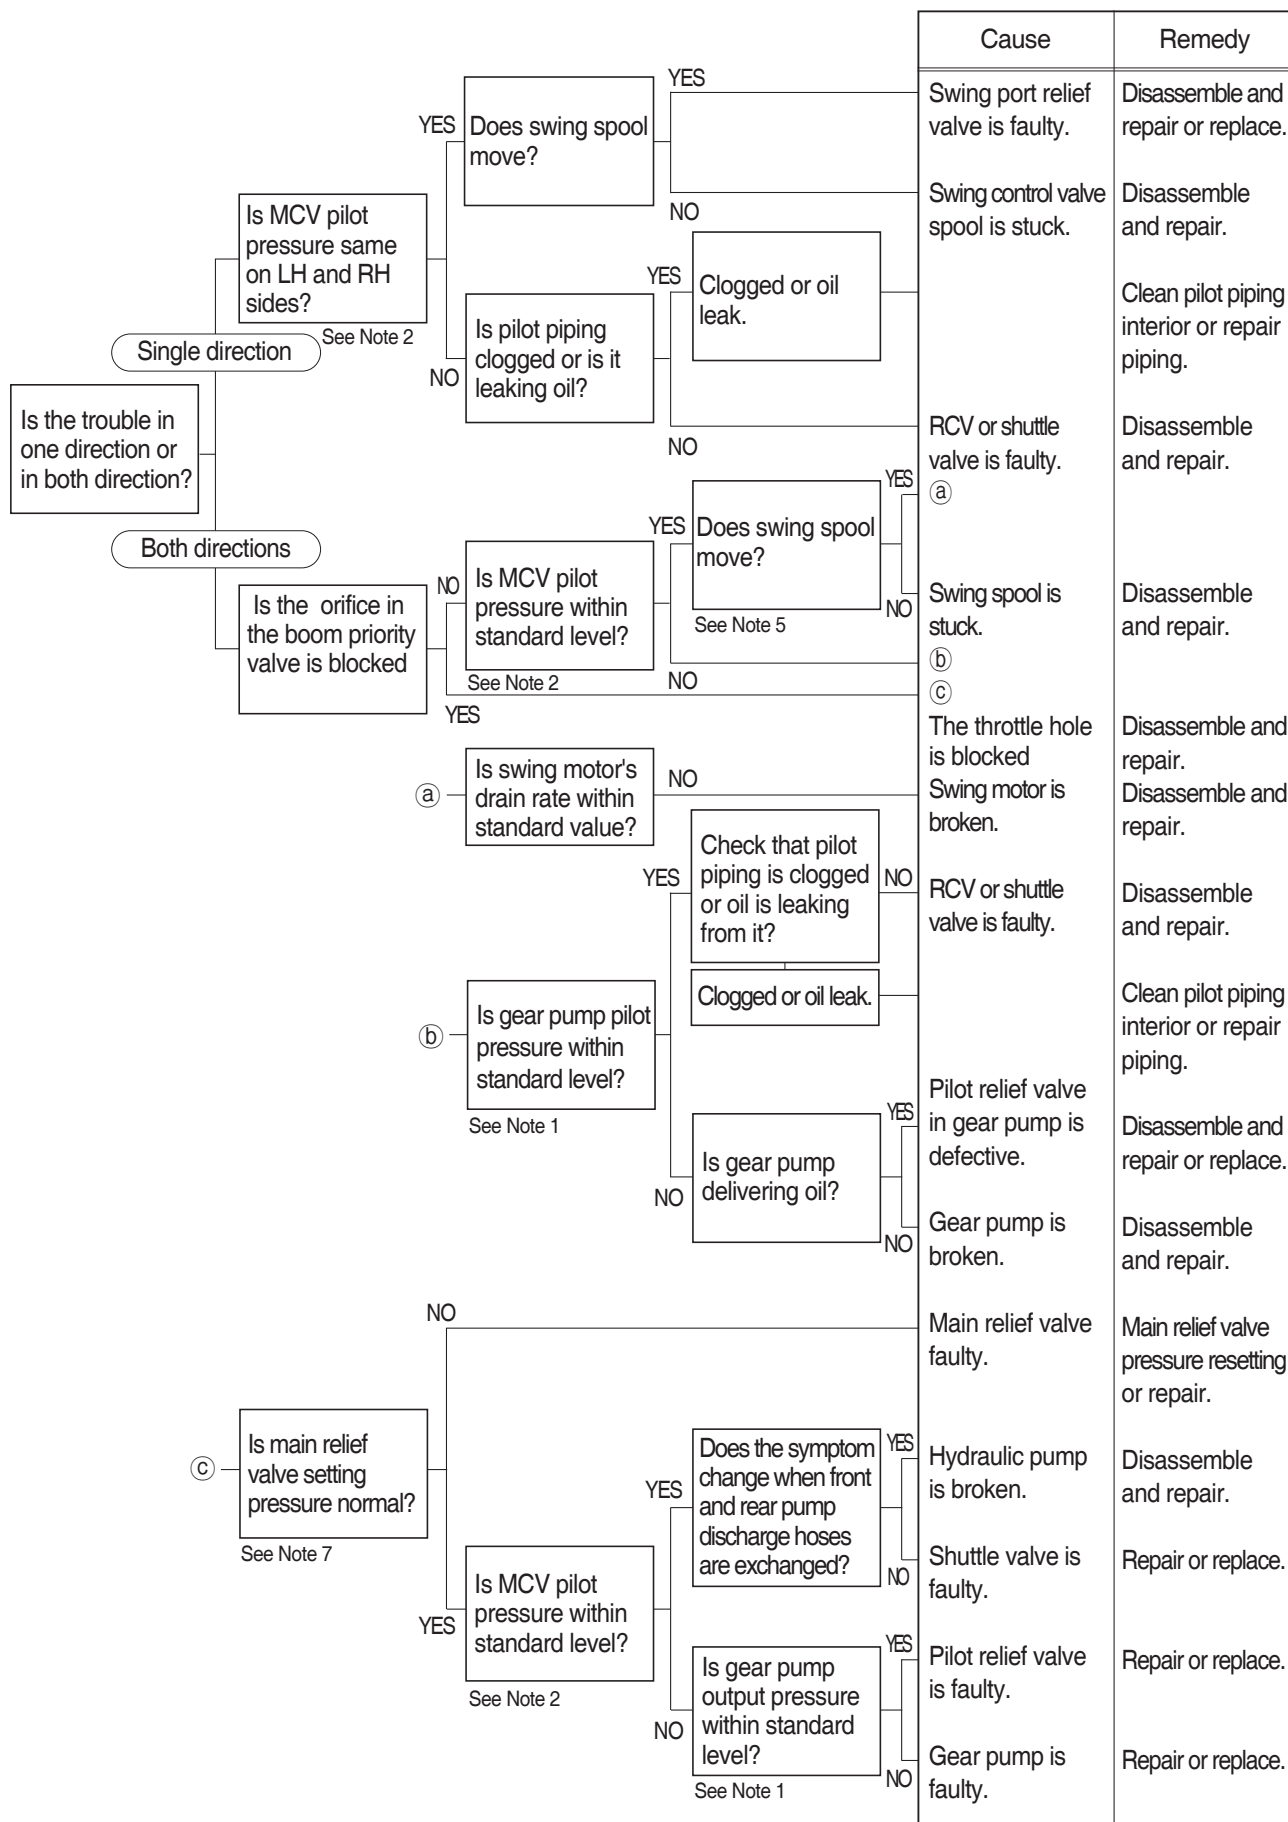 Cause
Remedy
YES
Swing port relief
valve is faulty.
Disassemble and
repair or replace.
YES
Does swing spool
move?
NO
Swing control valve
spool is stuck.
Disassemble
and repair.
Is MCV pilot
pressure same
on LH and RH
sides?
See Note 2
YES
Clogged or oil
leak.
Clean pilot piping
interior or repair
piping.
NO
Is pilot piping
clogged or is it
leaking oil?
NO
RCV or shuttle
valve is faulty.
Disassemble
and repair.
Single direction
Is the trouble in
one direction or
in both direction?
Both directions
YES
Does swing spool
move?
See Note 5
YES
ⓐ
NO
Swing spool is
stuck.
Disassemble
and repair.
NO
Is MCV pilot
pressure within
standard level?
See Note 2
NO
ⓑ
Is the orifice in
the boom priority
valve is blocked
YES
ⓒ
The throttle hole
is blocked
Disassemble and
repair.
ⓐ
Is swing motor's
drain rate within
standard value?
NO
Swing motor is
broken.
Disassemble and
repair.
YES
Check that pilot
piping is clogged
or oil is leaking
from it?
NO
RCV or shuttle
valve is faulty.
Disassemble
and repair.
Clogged or oil leak.
Clean pilot piping
interior or repair
piping.
ⓑ
Is gear pump pilot
pressure within
standard level?
See Note 1
NO
Is gear pump
delivering oil?
YES
Pilot relief valve
in gear pump is
defective.
Disassemble and
repair or replace.
NO
Gear pump is
broken.
Disassemble
and repair.
NO
Main relief valve
faulty.
Main relief valve
pressure resetting
or repair.
ⓒ
Is main relief
valve setting
pressure normal?
See Note 7
YES
Does the symptom
change when front
and rear pump
discharge hoses
are exchanged?
YES
Hydraulic pump
is broken.
Disassemble
and repair.
NO
Shuttle valve is
faulty.
Repair or replace.
YES
Is MCV pilot
pressure within
standard level?
See Note 2
NO
Is gear pump
output pressure
within standard
level?
See Note 1
YES
Pilot relief valve
is faulty.
Repair or replace.
NO
Gear pump is
faulty.
Repair or replace.